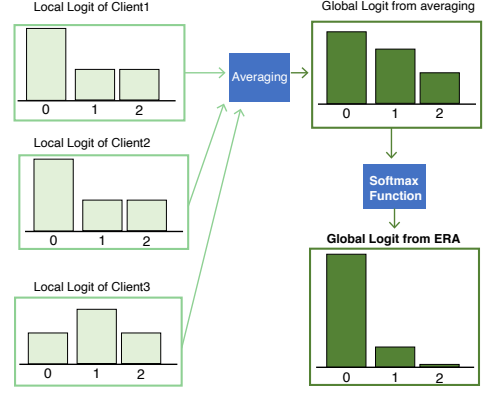 Local Logit of Client1
0 1 2
Local Logit of Client2
0 1 2
Local Logit of Client3
0 1 2
Averaging
Global Logit from averaging
0 1 2
Softmax
Function
Global Logit from ERA
0 1 2